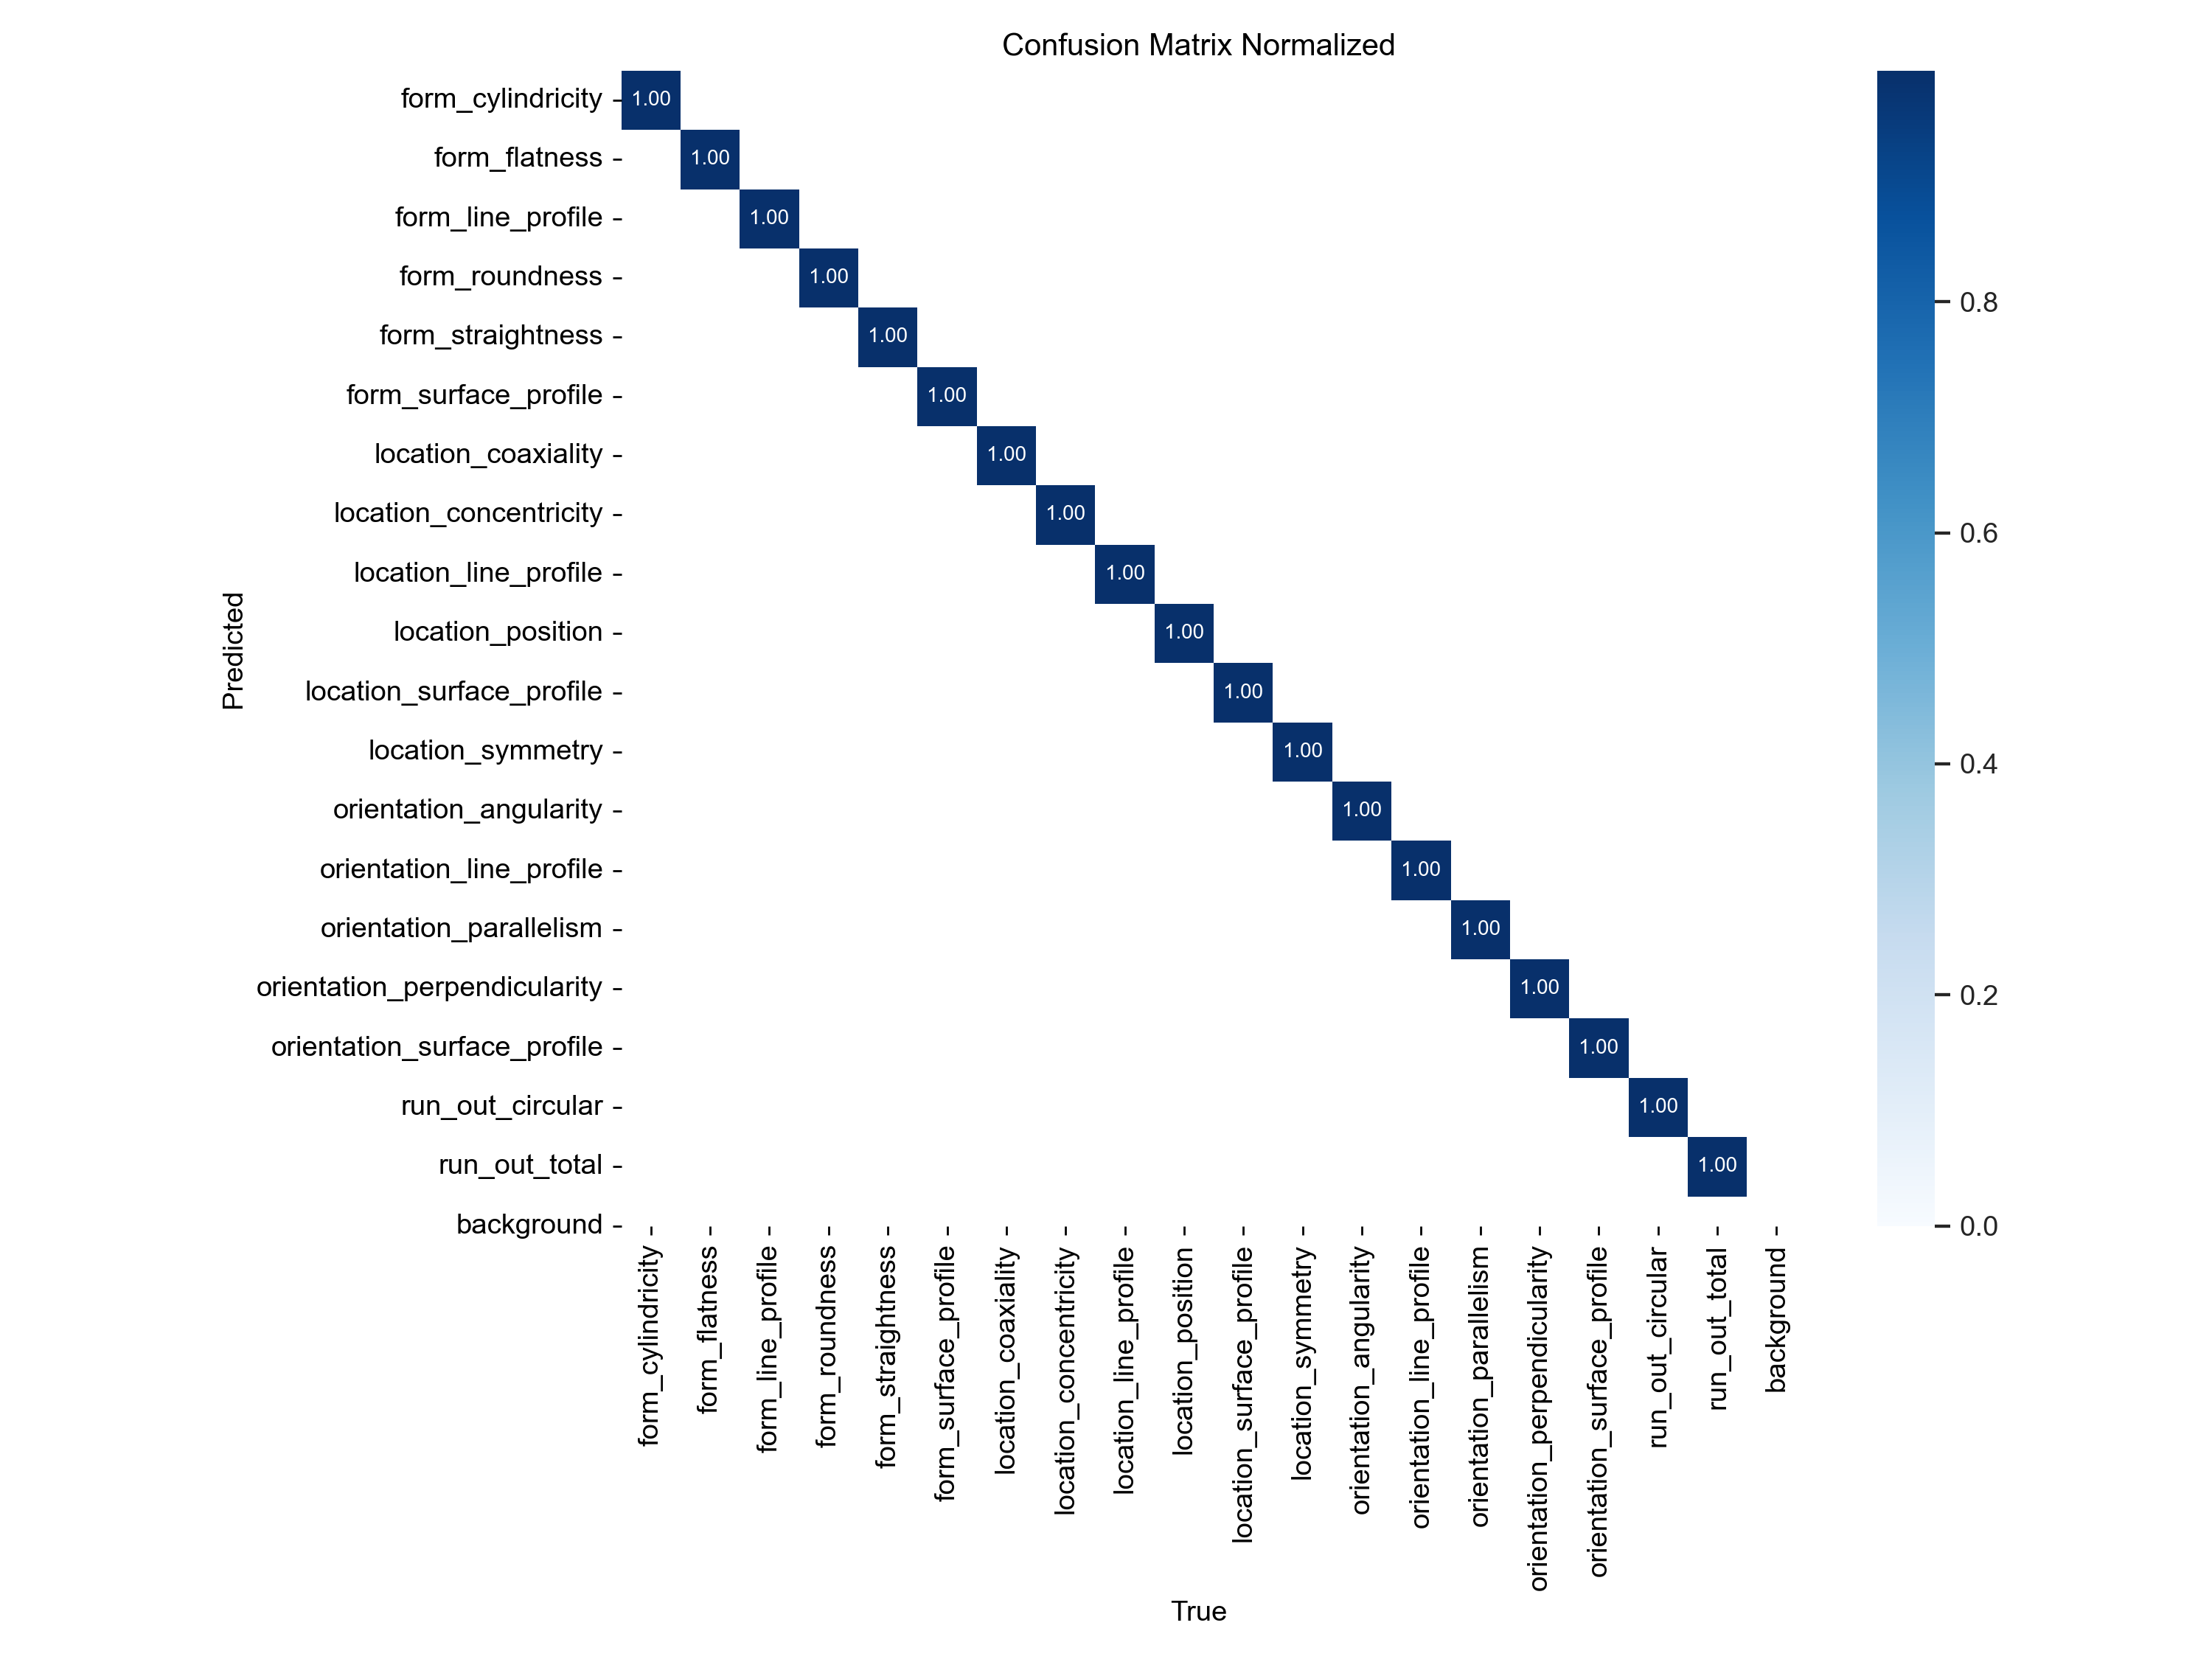 Confusion Matrix Normalized
form_cylindricity
1.00
form_flatness
1.00
form_line_profile
1.00
form_roundness
1.00
form_straightness
1.00
0.8
form_surface_profile
1.00
location_coaxiality
1.00
location_concentricity
1.00
0.6
location_line_profile
1.00
location_position
1.00
Predicted
location_surface_profile
1.00
location_symmetry
1.00
0.4
orientation_angularity
1.00
orientation_line_profile
1.00
orientation_parallelism
1.00
orientation_perpendicularity
1.00
0.2
orientation_surface_profile
1.00
run_out_circular
1.00
run_out_total
1.00
background
0.0
form_cylindricity
form_flatness
form_line_profile
form_roundness
form_straightness
form_surface_profile
location_coaxiality
location_concentricity
location_line_profile
location_position
location_surface_profile
location_symmetry
orientation_angularity
orientation_line_profile
orientation_parallelism
orientation_perpendicularity
orientation_surface_profile
run_out_circular
run_out_total
background
True